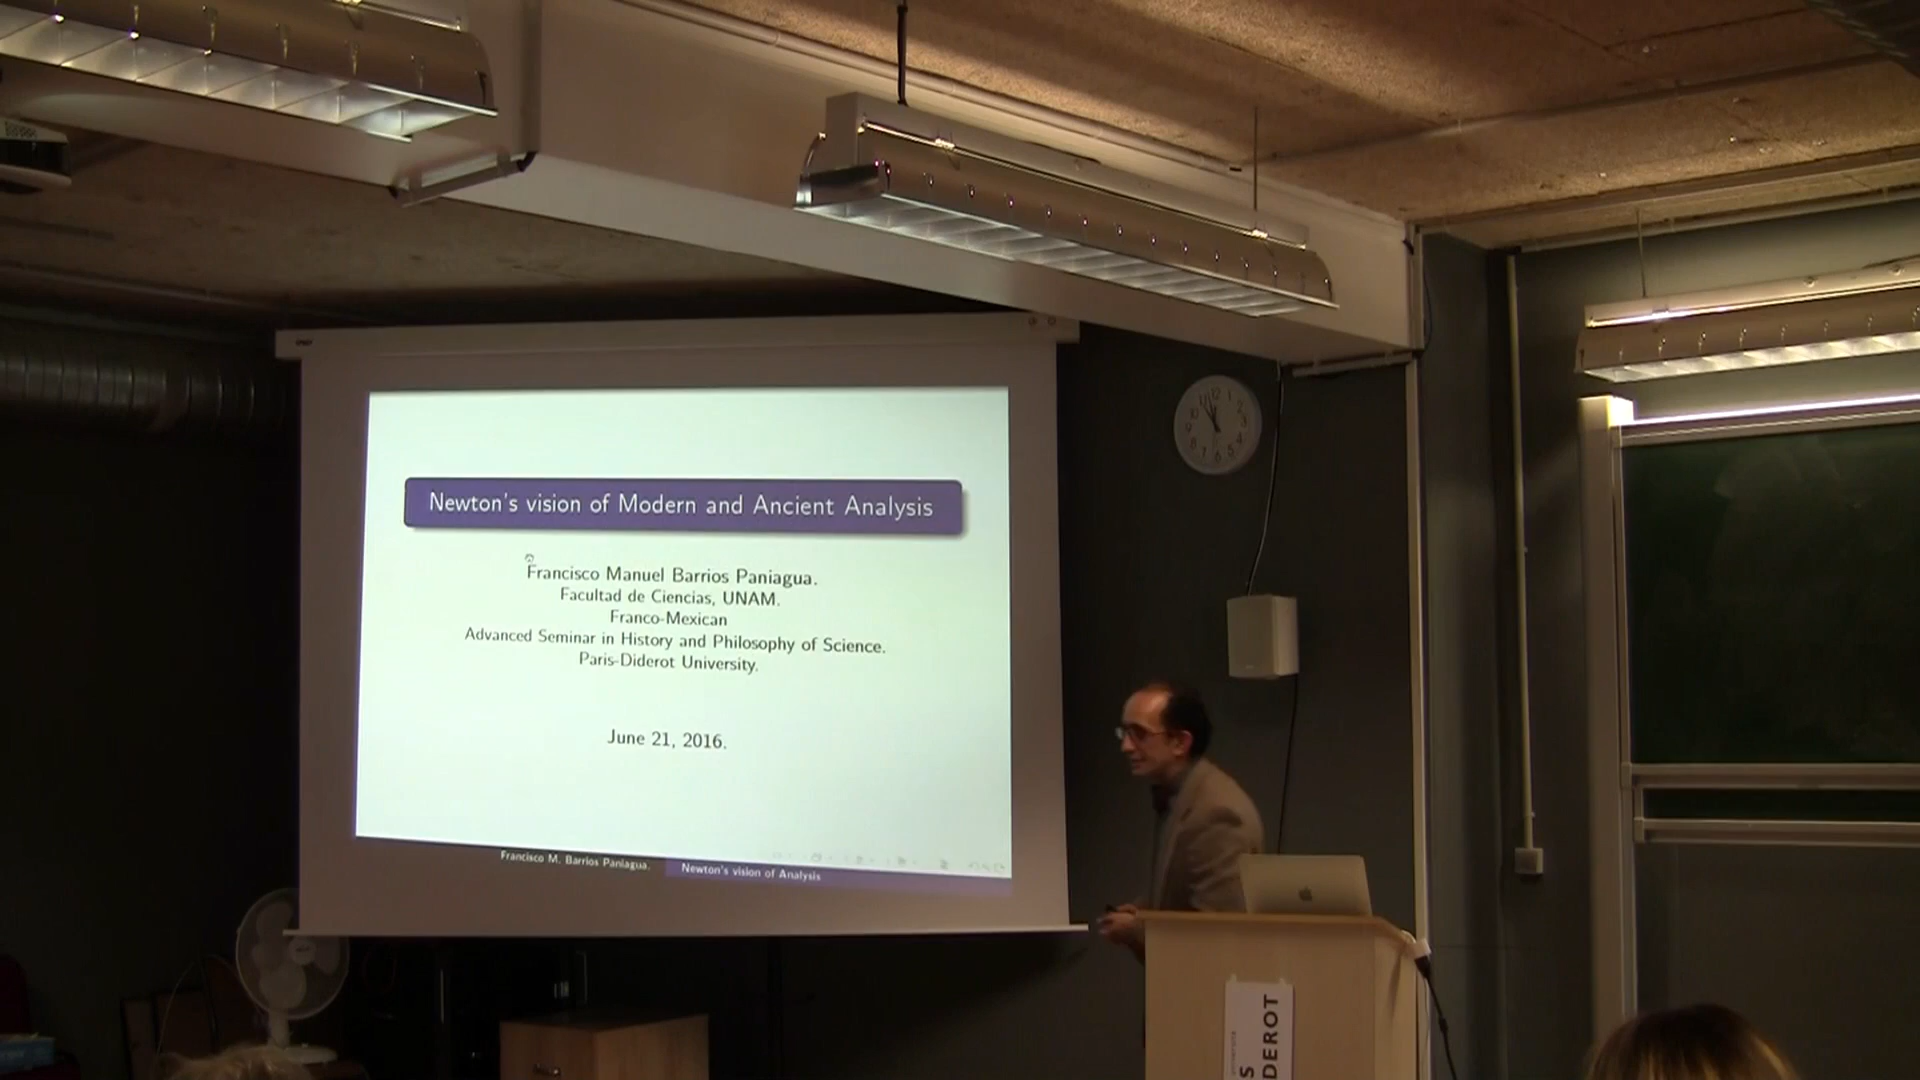 Newton's vision of Modern and Ancient Analysis
Francisco Manuel Barrios Paniagua.
Facultad de Ciencias, UNAM.
Franco-Mexican
Advanced Seminar in History and Philosophy of Science.
Paris-Diderot University.
June 21, 2016.
Francisco M. Barrios Paniagua.
Newton's vision of Analysis
S
DEROT